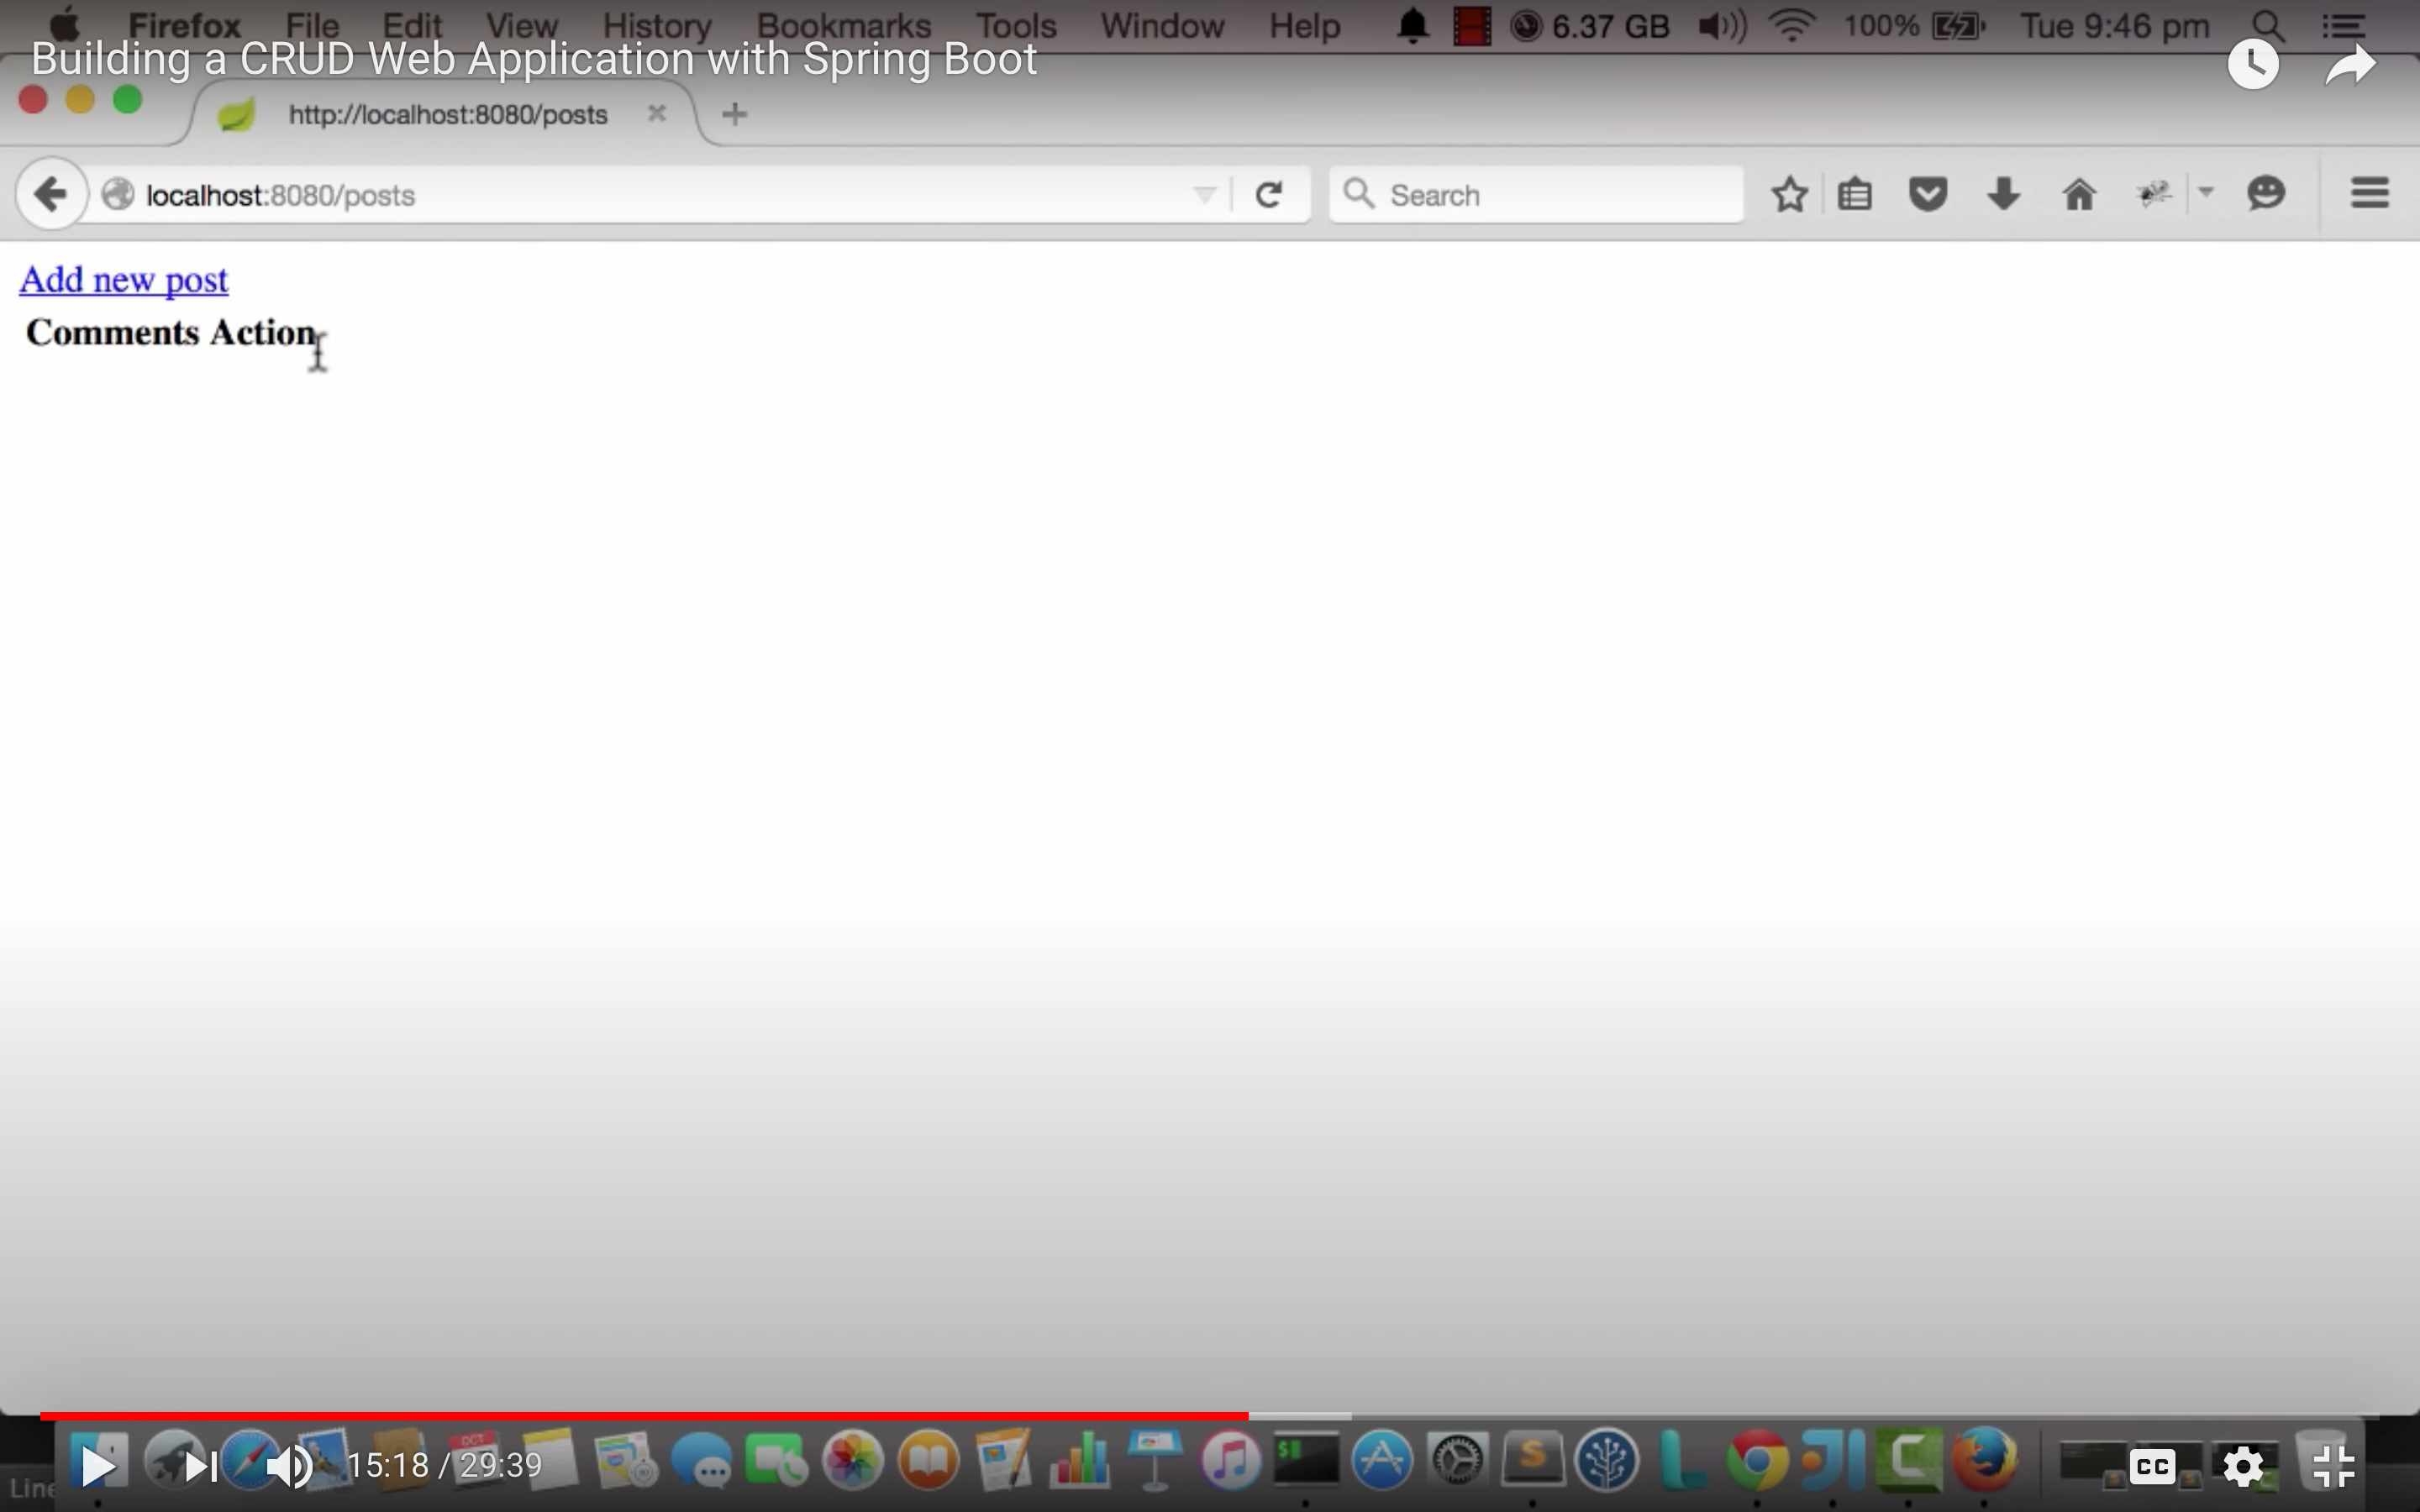 Firefox File Edit View History Bookmarks Tools Window Help 6.37 GB 100% Tue 9:46 pm
Building a CRUD Web Application with Spring Boot
http://localhost:8080/posts
localhost:8080/posts Search
Add new post
Comments Action
OCT
15:18 / 29:39 CC
Line